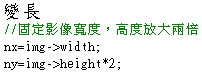 變長
//固定影像寬度，高度放大兩倍
nx=img->width;
ny=img->height*2;